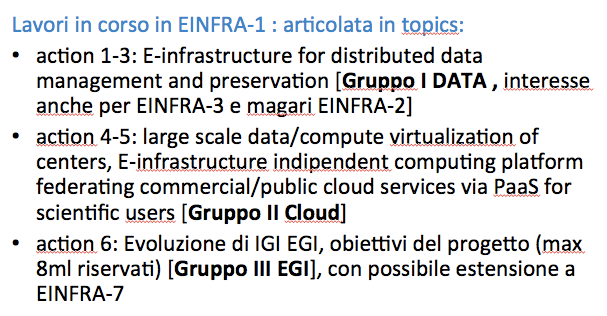 Lavori in corso in EINFRA-1 : articolata in topics:
• action 1-3: E-infrastructure for distributed data
management and preservation [Gruppo I DATA , interesse
anche per EINFRA-3 e magari EINFRA-2]
• action 4-5: large scale data/compute virtualization of
centers, E-infrastructure indipendent computing platform
federating commercial/public cloud services via PaaS for
scientific users [Gruppo II Cloud]
• action 6: Evoluzione di IGI EGI, obiettivi del progetto (max
8ml riservati) [Gruppo III EGI], con possibile estensione a
EINFRA-7